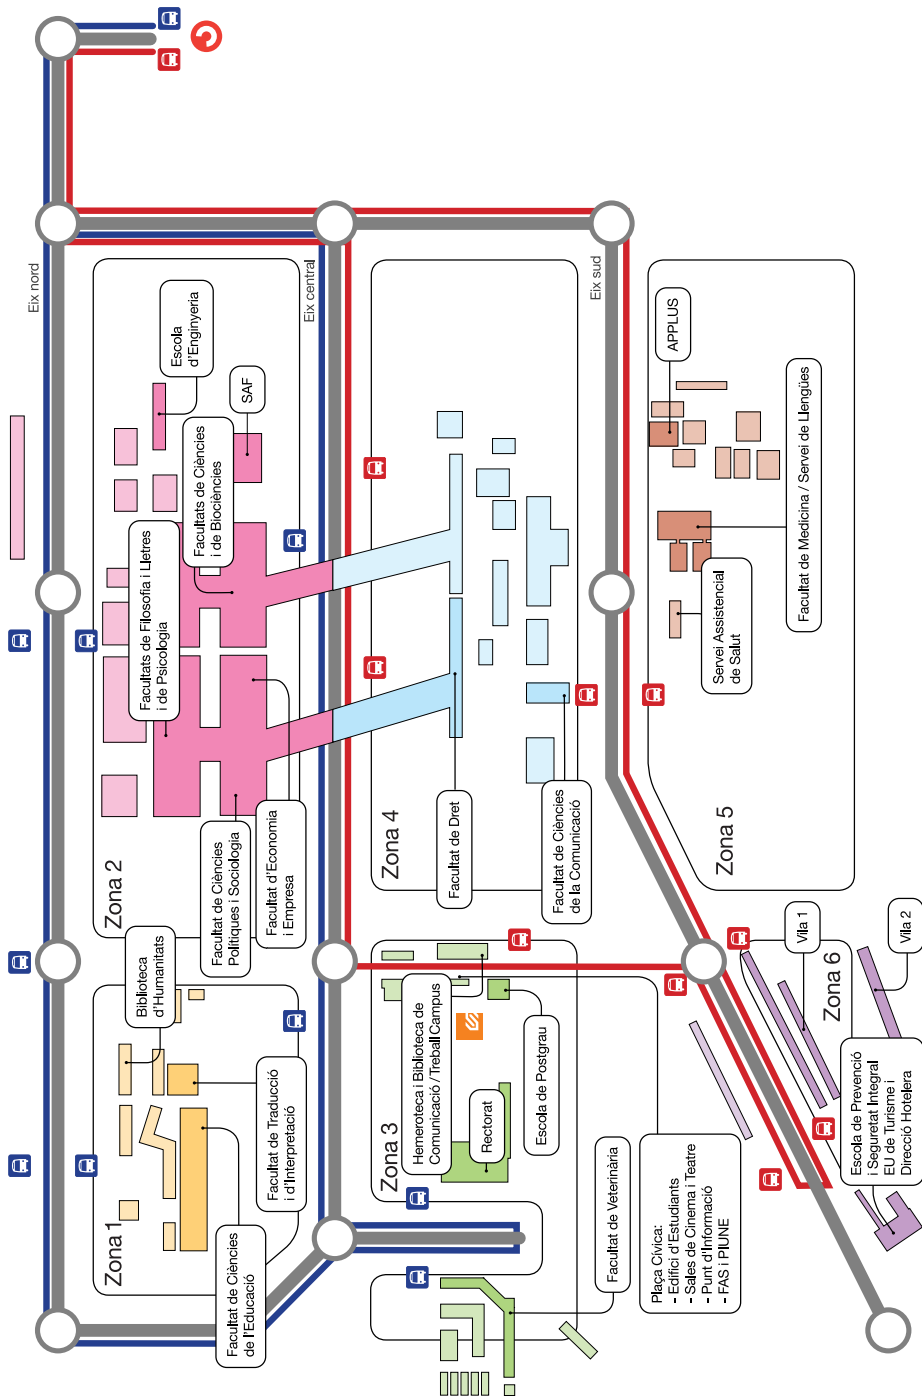 Eix nord
Eix central
Eix sud
Zona 1
Biblioteca
d'Humanitats
Facultat de Traducció
i d'Interpretació
Facultat de Ciències
de l'Educació
Zona 2
Escola
d'Enginyeria
SAF
Facultats de Ciències
i de Biociències
Facultats de Filosofia i Lletres
i de Psicologia
Facultat de Ciències
Polítiques i Sociologia
Facultat d'Economia
i Empresa
Zona 3
Hemeroteca i Biblioteca de
Comunicació / Treball Campus
Rectorat
Escola de Postgrau
Facultat de Veterinària
Plaça Cívica:
- Edifici d'Estudiants
- Sales de Cinema i Teatre
- Punt d'Informació
- FAS i PIUNE
Zona 4
Facultat de Dret
Facultat de Ciències
de la Comunicació
Zona 5
APPLUS
Facultat de Medicina / Servei de Llengües
Servei Assistencial
de Salut
Zona 6
Vila 1
Vila 2
Escola de Prevenció
i Seguretat Integral
EU de Turisme i
Direcció Hotelera